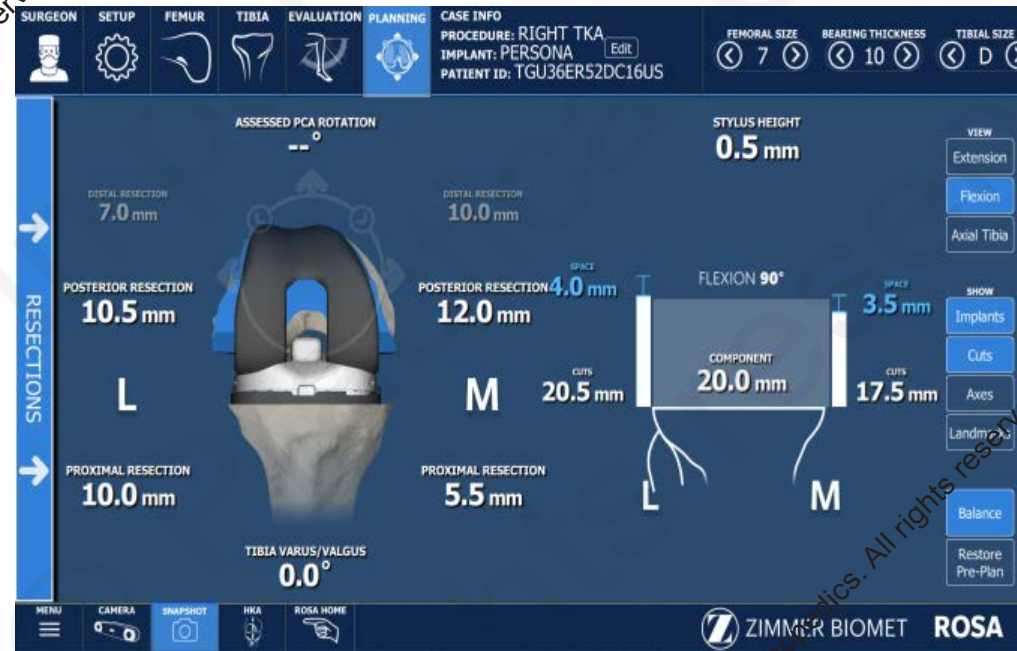 SURGEON
SETUP
FEMUR
TIBIA
EVALUATION
PLANNING
CASE INFO
PROCEDURE: RIGHT TKA
IMPLANT: PERSONA
Edit
PATIENT ID: TGU36ER52DC16US
FEMORAL SIZE
7
BEARING THICKNESS
10
TIBIAL SIZE
D
ASSESSED PCA ROTATION
--°
STYLUS HEIGHT
0.5 mm
VIEW
Extension
Flexion
Axial Tibia
DISTAL RESECTION
7.0 mm
DISTAL RESECTION
10.0 mm
POSTERIOR RESECTION
10.5 mm
POSTERIOR RESECTION
12.0 mm
SPACE
4.0 mm
FLEXION 90°
SPACE
3.5 mm
SHOW
Implants
Cuts
Axes
Landmarks
RESECTIONS
L
M
CUTS
20.5 mm
COMPONENT
20.0 mm
CUTS
17.5 mm
PROXIMAL RESECTION
10.0 mm
PROXIMAL RESECTION
5.5 mm
L
M
Balance
Restore
Pre-Plan
TIBIA VARUS/VALGUS
0.0°
MENU
CAMERA
SNAPSHOT
HKA
ROSA HOME
ZIMMER BIOMET
ROSA
All rights reserv